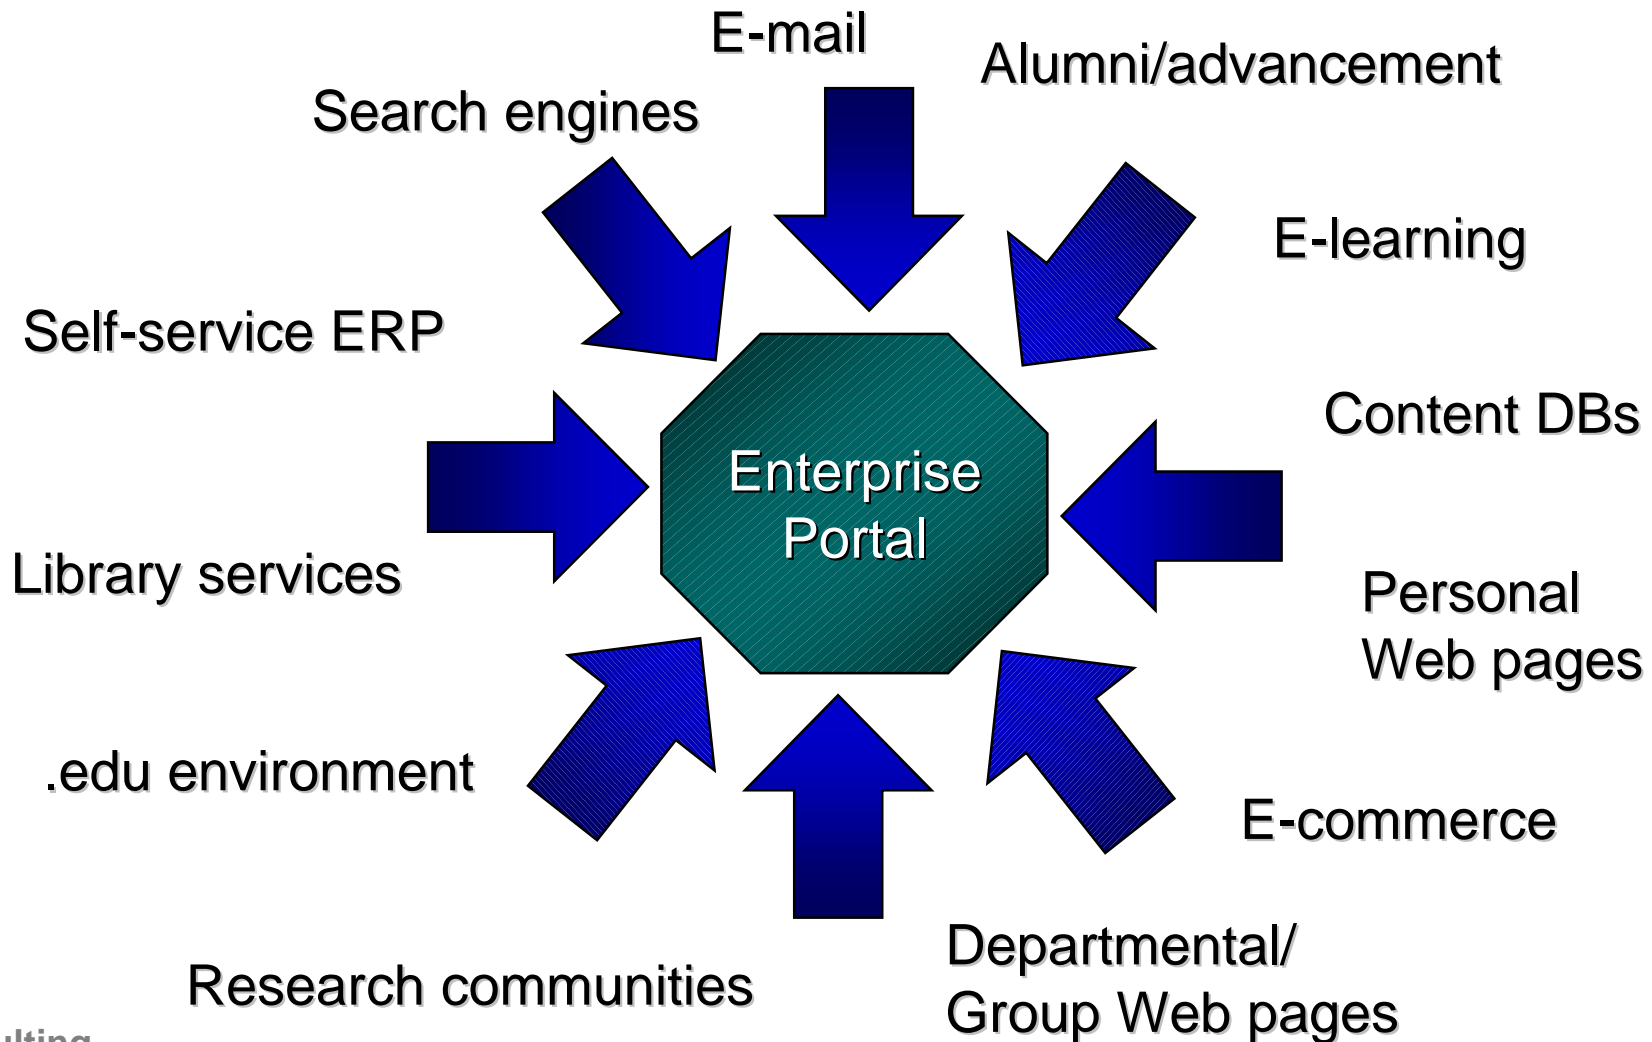 E-mail
Alumni/advancement
Search engines
E-learning
Self-service ERP
Content DBs
Enterprise
Portal
Library services
Personal
Web pages
.edu environment
E-commerce
Departmental/
Research communities
Group Web pages